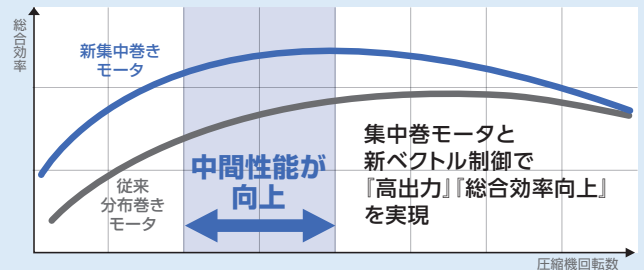 総合効率
新集中巻き
モータ
従来
分布巻き
モータ
中間性能が
向上
集中巻モータと
新ベクトル制御で
『高出力』『総合効率向上』
を実現
圧縮機回転数